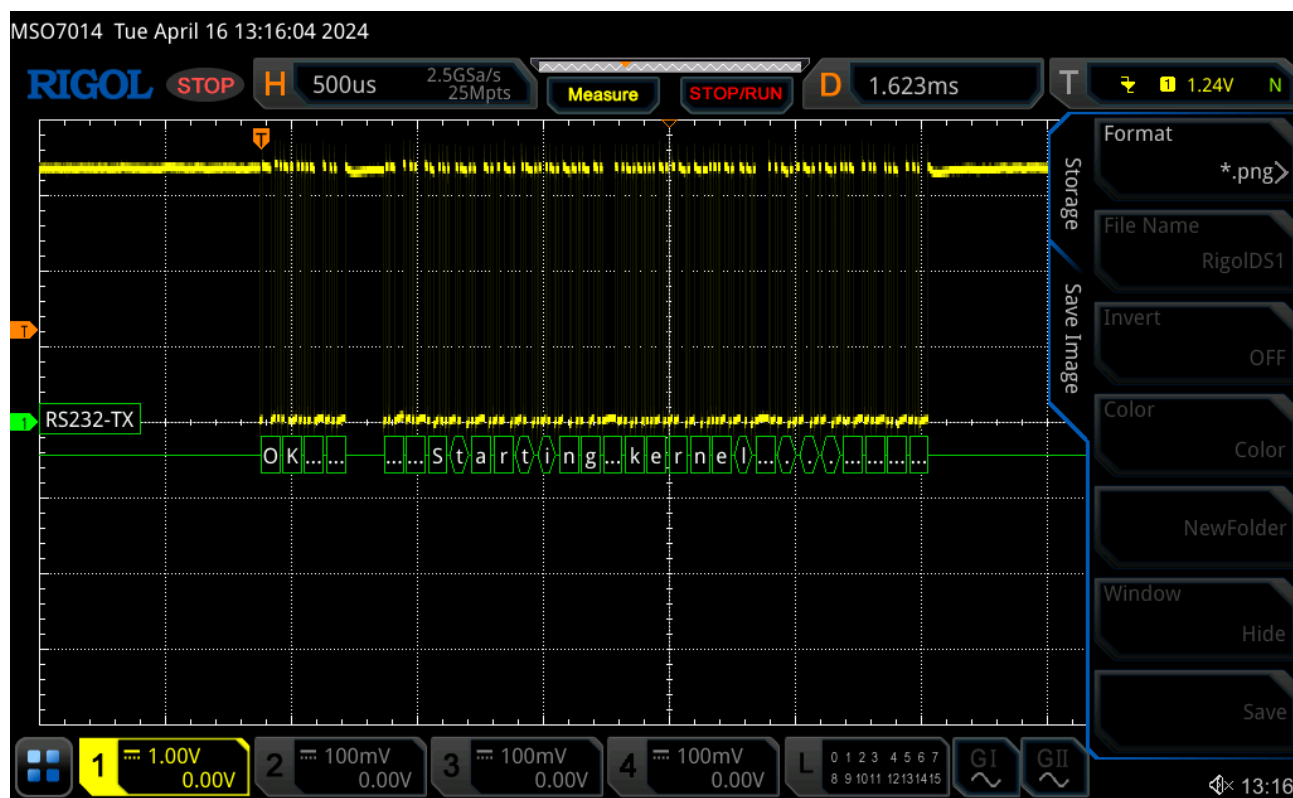 MSO7014 Tue April 16 13:16:04 2024
RIGOL STOP H 500us 2.5GSa/s 25Mpts Measure STOP/RUN D 1.623ms T 1 1.24V N
T
Format
*.png
Storage
File Name
RigolDS1
Save Image
Invert
OFF
T
Color
Color
1 RS232-TX
O K ... ... ... ... S t a r t i n g ... k e r n e l ... . . . ... ... ... ...
NewFolder
Window
Hide
Save
1 1.00V 0.00V 2 100mV 0.00V 3 100mV 0.00V 4 100mV 0.00V L 0 1 2 3 4 5 6 7 GI GII
8 9 10 11 12 13 14 15
13:16